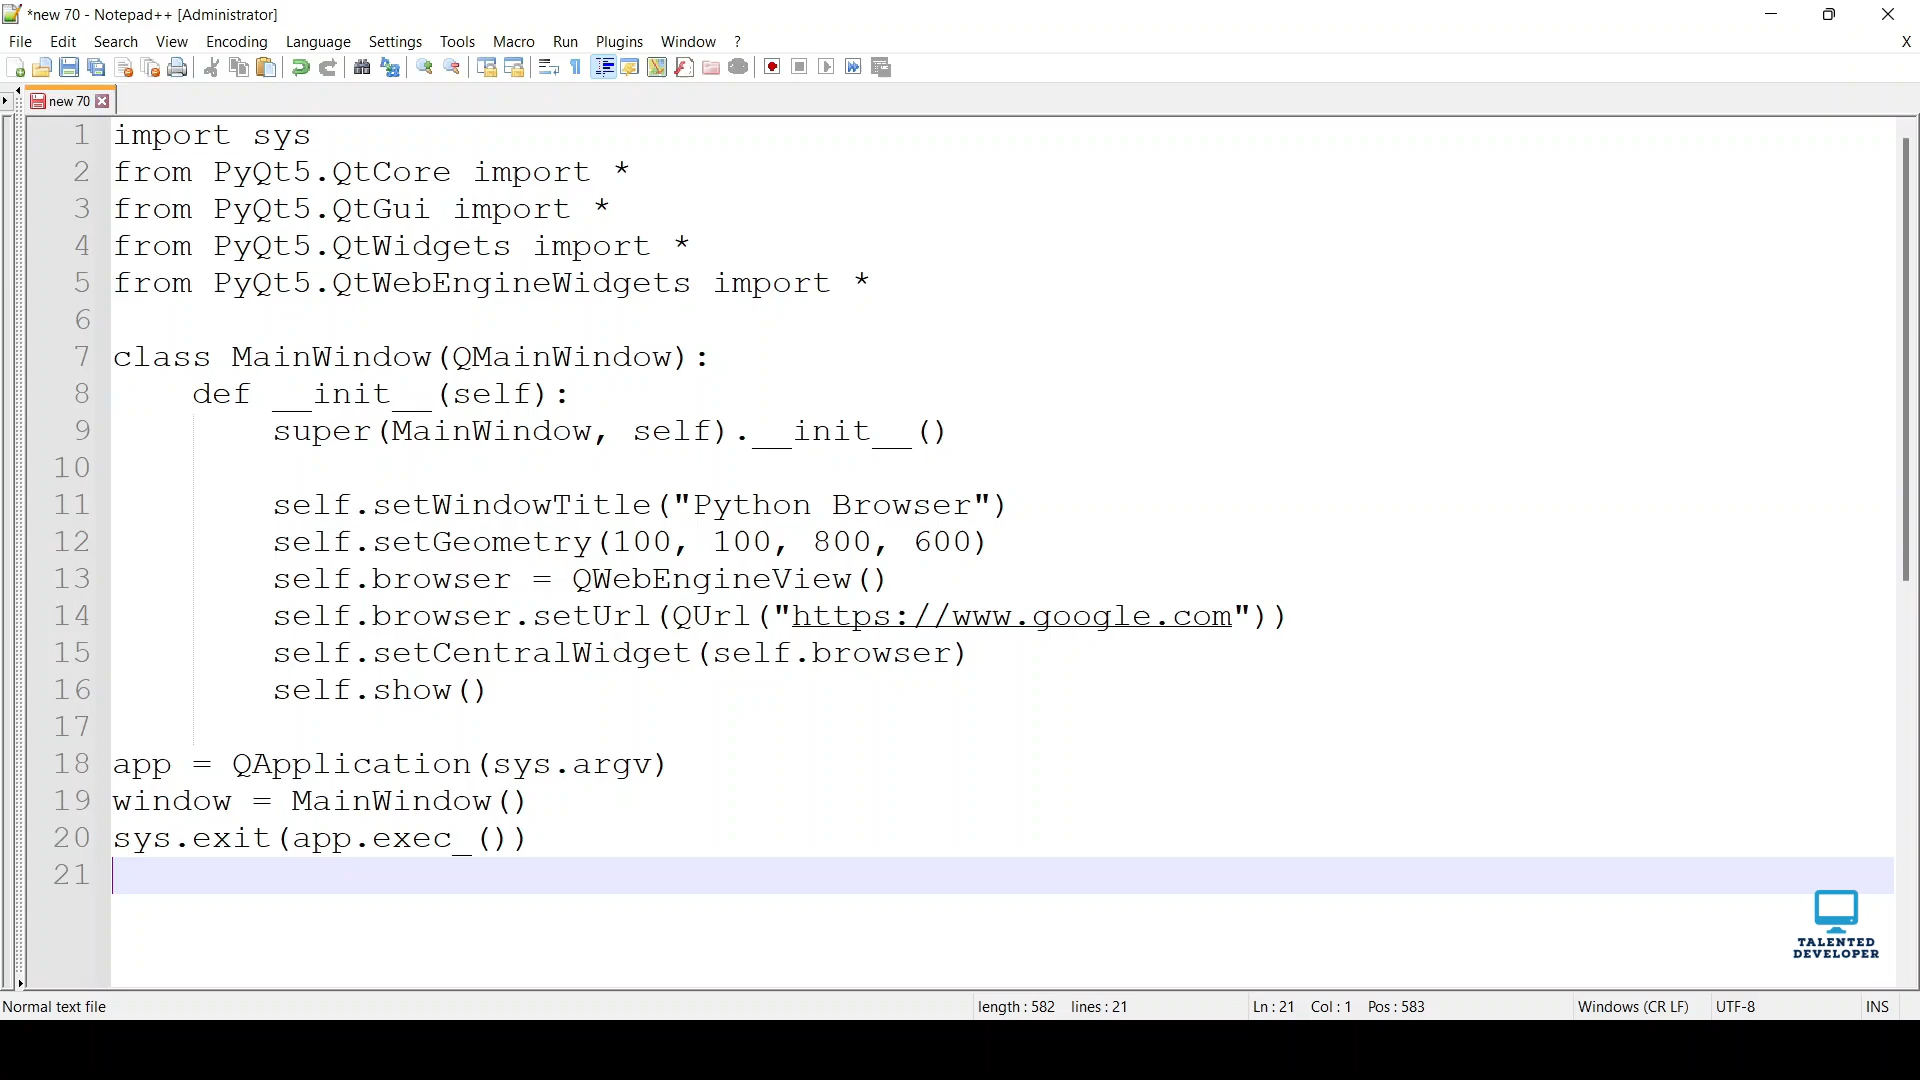 *new 70 - Notepad++ [Administrator]
File Edit Search View Encoding Language Settings Tools Macro Run Plugins Window ? X
new 70
1 import sys
2 from PyQt5.QtCore import *
3 from PyQt5.QtGui import *
4 from PyQt5.QtWidgets import *
5 from PyQt5.QtWebEngineWidgets import *
6
7 class MainWindow(QMainWindow):
8     def __init__(self):
9         super(MainWindow, self).__init__()
10
11         self.setWindowTitle("Python Browser")
12         self.setGeometry(100, 100, 800, 600)
13         self.browser = QWebEngineView()
14         self.browser.setUrl(QUrl("https://www.google.com"))
15         self.setCentralWidget(self.browser)
16         self.show()
17
18 app = QApplication(sys.argv)
19 window = MainWindow()
20 sys.exit(app.exec_())
21
TALENTED
DEVELOPER
Normal text file length : 582 lines : 21 Ln : 21 Col : 1 Pos : 583 Windows (CR LF) UTF-8 INS